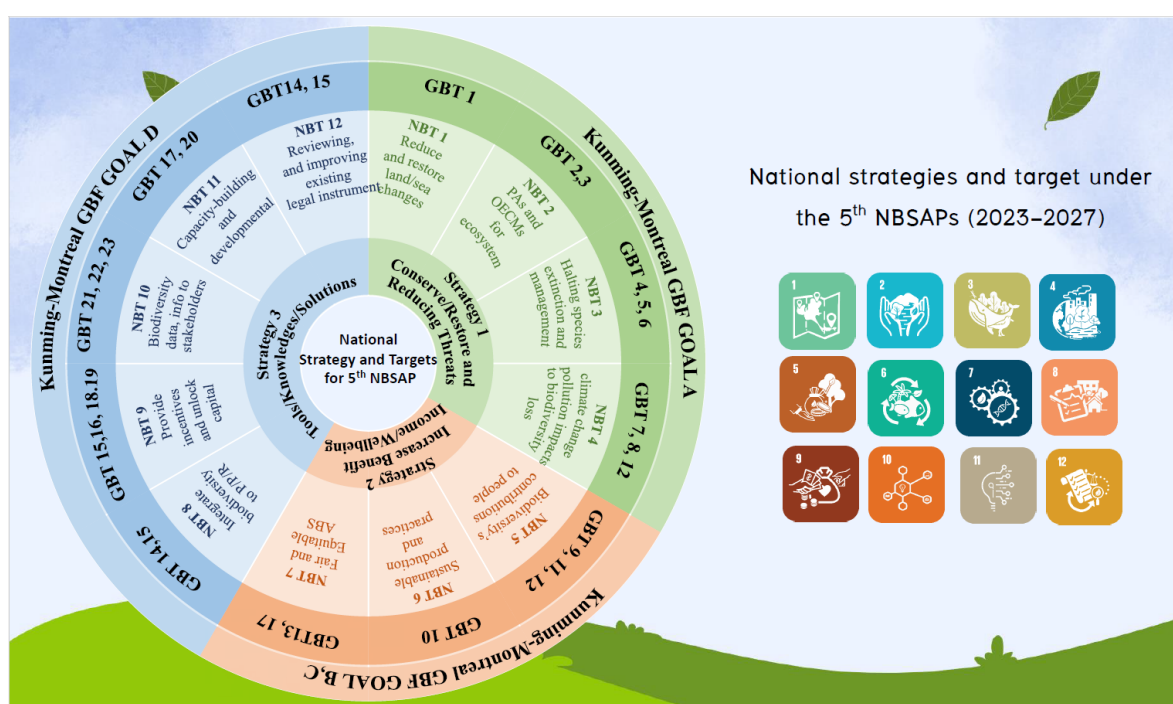 GBT14, 15
GBT 1
GBT 2,3
GBT 4, 5, 6
GBT 7, 8, 12
GBT 9, 11, 12
GBT 10
GBT13, 17
GBT 14,15
GBT 15,16, 18.19
GBT 21, 22, 23
GBT 17, 20
Kunming-Montreal GBF GOAL A
Kunming-Montreal GBF GOAL B,C
Kunming-Montreal GBF GOAL D
NBT 1
Reduce
and restore
land/sea
changes
NBT 2
PAs and
OECMs
for
ecosystem
NBT 3
Halting species
extinction and
management
NBT 4
climate change
pollution impacts
to biodiversity
loss
NBT 5
Biodiversity's
contributions
to people
NBT 6
Sustainable
production
and
practices
NBT 7
Fair and
Equitable
ABS
NBT 8
Integrate
biodiversity
to P/P/R
NBT 9
Provide
incentives
and unlock
capital
NBT 10
Biodiversity
data, info to
stakeholders
NBT 11
Capacity-building
and
developmental
NBT 12
Reviewing,
and improving
existing
legal instrument
Strategy 1
Conserve/Restore and
Reducing Threats
Strategy 2
Increase Benefit
Income/Wellbeing
Strategy 3
Tools/Knowledges/Solutions
National
Strategy and Targets
for 5th NBSAP
National strategies and target under
the 5th NBSAPs (2023-2027)
1
2
3
4
5
6
7
8
9
10
11
12